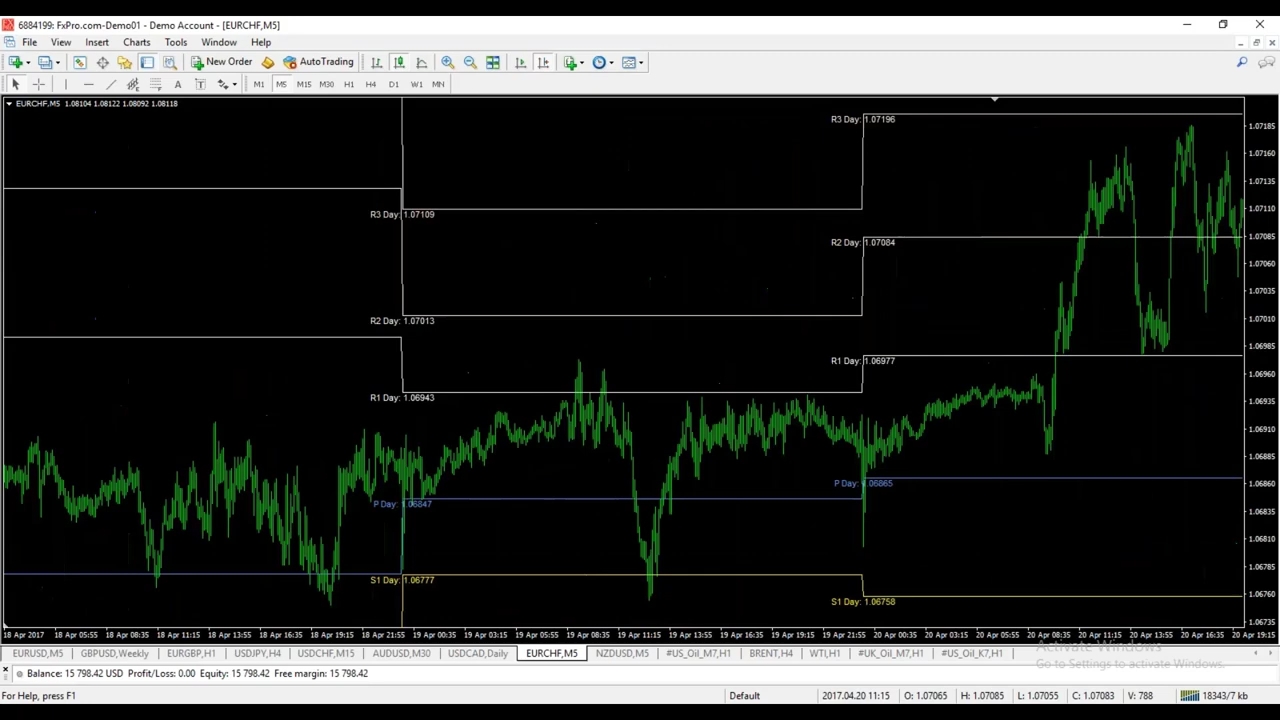 6884199: FxPro.com-Demo01 - Demo Account - [EURCHF,M5]
File View Insert Charts Tools Window Help
New Order AutoTrading
A T M1 M5 M15 M30 H1 H4 D1 W1 MN
EURCHF,M5 1.08104 1.08122 1.08092 1.08118
R3 Day: 1.07196
1.07185
1.07160
1.07135
R3 Day: 1.07109
1.07110
R2 Day: 1.07084
1.07085
1.07060
1.07035
R2 Day: 1.07013
1.07010
1.06985
R1 Day: 1.06977
1.06960
R1 Day: 1.06943
1.06935
1.06910
1.06885
P Day: 1.06865
1.06860
P Day: 1.06847
1.06835
1.06810
1.06785
S1 Day: 1.06777
1.06760
S1 Day: 1.06758
1.06735
18 Apr 2017 18 Apr 05:55 18 Apr 08:35 18 Apr 11:15 18 Apr 13:55 18 Apr 16:35 18 Apr 19:15 18 Apr 21:55 19 Apr 00:35 19 Apr 03:15 19 Apr 05:55 19 Apr 08:35 19 Apr 11:15 19 Apr 13:55 19 Apr 16:35 19 Apr 19:15 19 Apr 21:55 20 Apr 00:35 20 Apr 03:15 20 Apr 05:55 20 Apr 08:35 20 Apr 11:15 20 Apr 13:55 20 Apr 16:35 20 Apr 19:15
Activate Windows
EURUSD,M5 GBPUSD,Weekly EURGBP,H1 USDJPY,H4 USDCHF,M15 AUDUSD,M30 USDCAD,Daily EURCHF,M5 NZDUSD,M5 #US_Oil_M7,H1 BRENT,H4 WTI,H1 #UK_Oil_M7,H1 #US_Oil_K7,H1
Go to Settings to activate Windows.
Balance: 15 798.42 USD Profit/Loss: 0.00 Equity: 15 798.42 Free margin: 15 798.42
For Help, press F1 Default 2017.04.20 11:15 O: 1.07065 H: 1.07085 L: 1.07055 C: 1.07083 V: 788 18343/7 kb